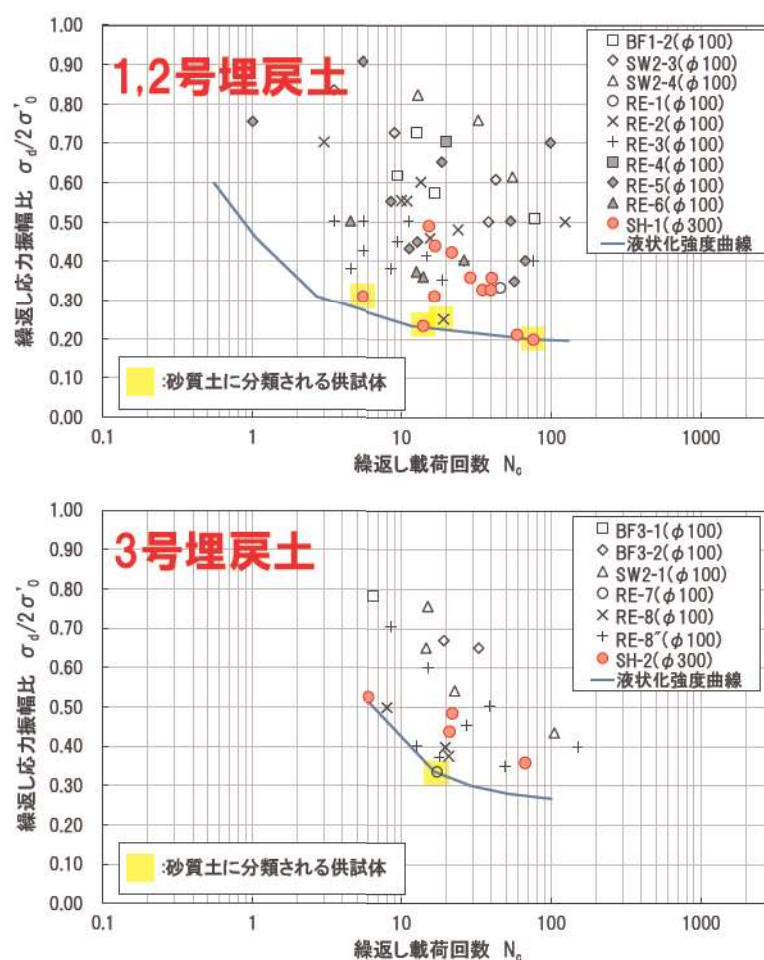 1.00
0.90
0.80
0.70
0.60
0.50
0.40
0.30
0.20
0.10
0.00
繰返し応力振幅比 σd/2σ'0
1,2号埋戻土
BF1-2(φ100)
SW2-3(φ100)
SW2-4(φ100)
RE-1(φ100)
RE-2(φ100)
RE-3(φ100)
RE-4(φ100)
RE-5(φ100)
RE-6(φ100)
SH-1(φ300)
液状化強度曲線
:砂質土に分類される供試体
0.1 1 10 100 1000
繰返し載荷回数 Nc
1.00
0.90
0.80
0.70
0.60
0.50
0.40
0.30
0.20
0.10
0.00
繰返し応力振幅比 σd/2σ'0
3号埋戻土
BF3-1(φ100)
BF3-2(φ100)
SW2-1(φ100)
RE-7(φ100)
RE-8(φ100)
RE-8"(φ100)
SH-2(φ300)
液状化強度曲線
:砂質土に分類される供試体
0.1 1 10 100 1000
繰返し載荷回数 Nc